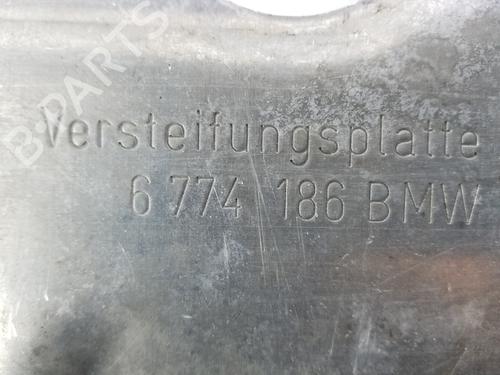 B-PARTS
Versteifungsplatte
6 774 186 BMW